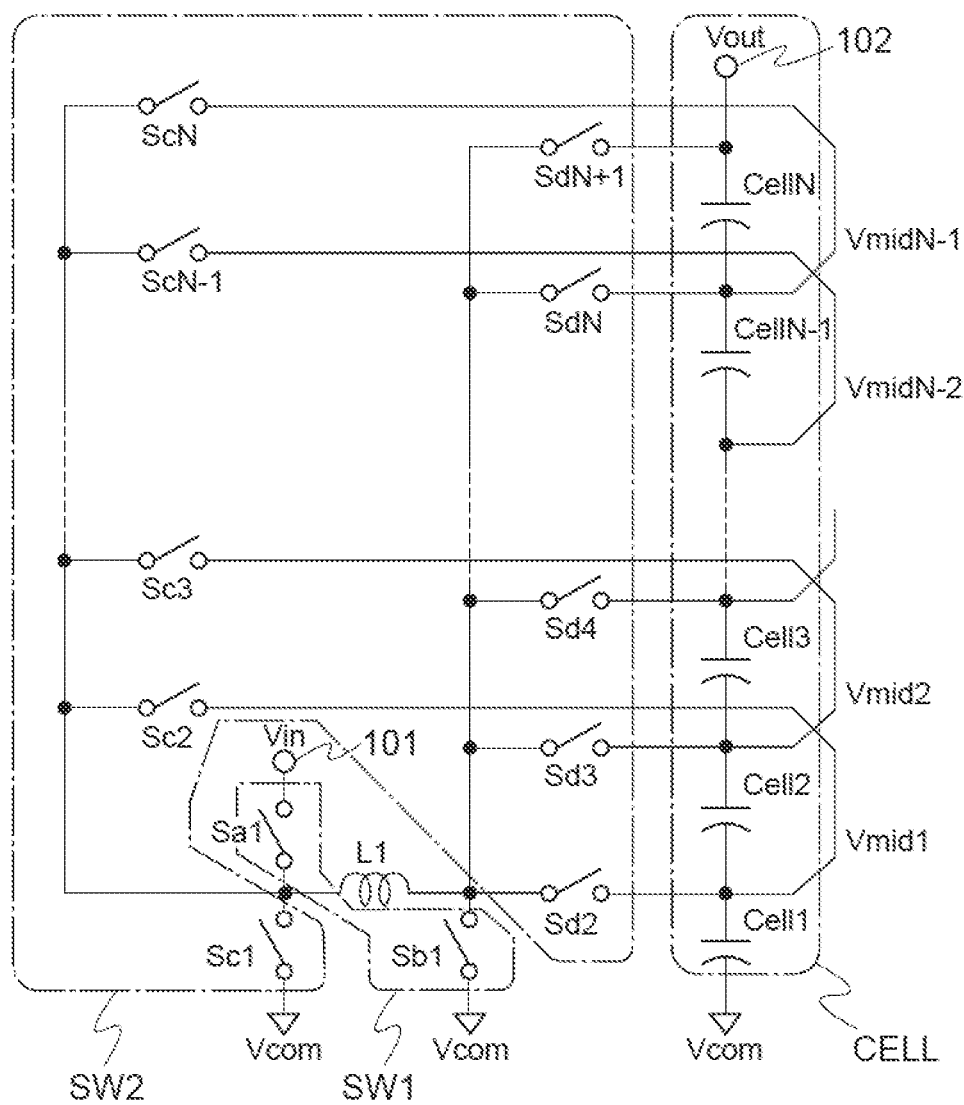 Vout
102
ScN
SdN+1
CellN
VmidN-1
ScN-1
SdN
CellN-1
VmidN-2
Sc3
Sd4
Cell3
Vmid2
Sc2
Vin
101
Sd3
Cell2
Sa1
L1
Vmid1
Sd2
Cell1
Sc1
Sb1
Vcom
Vcom
Vcom
CELL
SW2
SW1